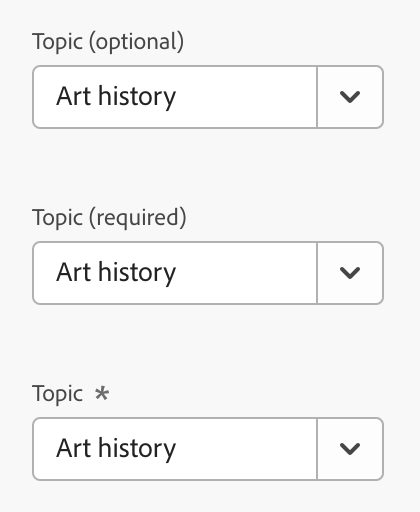 Topic (optional)
Art history
Topic (required)
Art history
Topic *
Art history